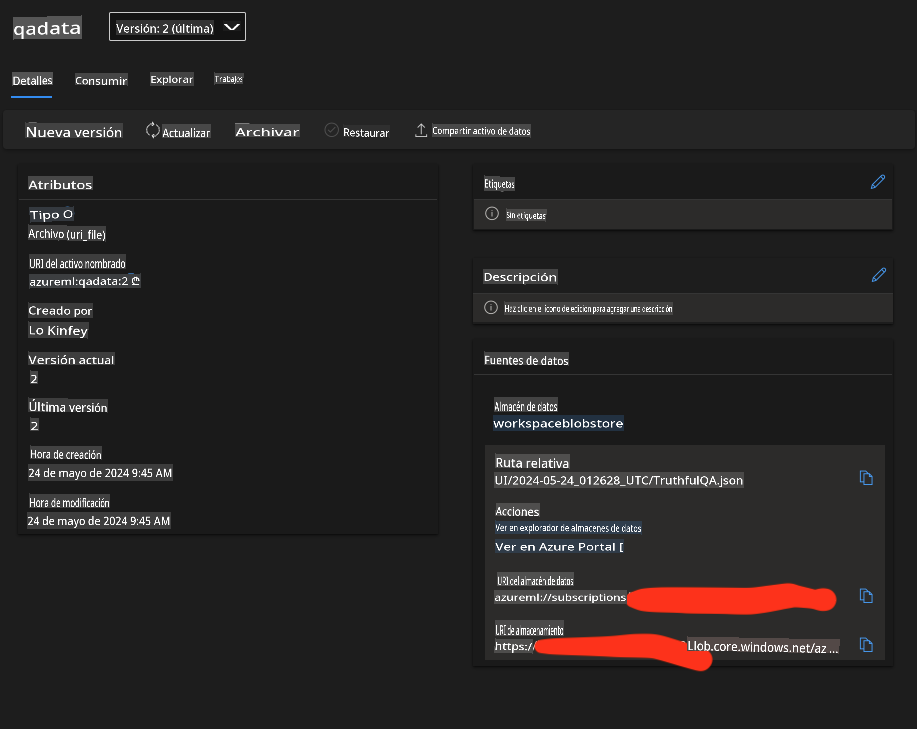 qadata
Versión: 2 (última)
Detalles
Consumir
Explorar
Trabajos
Nueva versión
Actualizar
Archivar
Restaurar
Compartir activo de datos
Atributos
Tipo O
Archivo (uri_file)
URI del activo nombrado
azureml:qadata:2
Creado por
Lo Kinfey
Versión actual
2
Última versión
2
Hora de creación
24 de mayo de 2024 9:45 AM
Hora de modificación
24 de mayo de 2024 9:45 AM
Etiquetas
Sin etiquetas
Descripción
Haz clic en el ícono de edición para agregar una descripción
Fuentes de datos
Almacén de datos
workspaceblobstore
Ruta relativa
UI/2024-05-24_012628_UTC/TruthfulQA.json
Acciones
Ver en explorador de almacenes de datos
Ver en Azure Portal [
URI del almacén de datos
azureml://subscriptions
URI de almacenamiento
https:/ Llob.core.windows.net/az ...